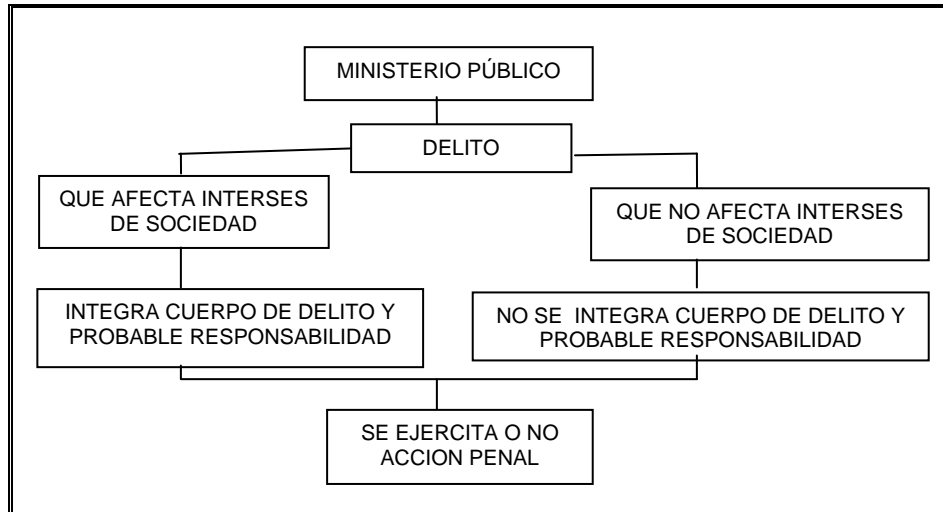 MINISTERIO PÚBLICO
DELITO
QUE AFECTA INTERSES
DE SOCIEDAD
QUE NO AFECTA INTERSES
DE SOCIEDAD
INTEGRA CUERPO DE DELITO Y
PROBABLE RESPONSABILIDAD
NO SE INTEGRA CUERPO DE DELITO Y
PROBABLE RESPONSABILIDAD
SE EJERCITA O NO
ACCION PENAL